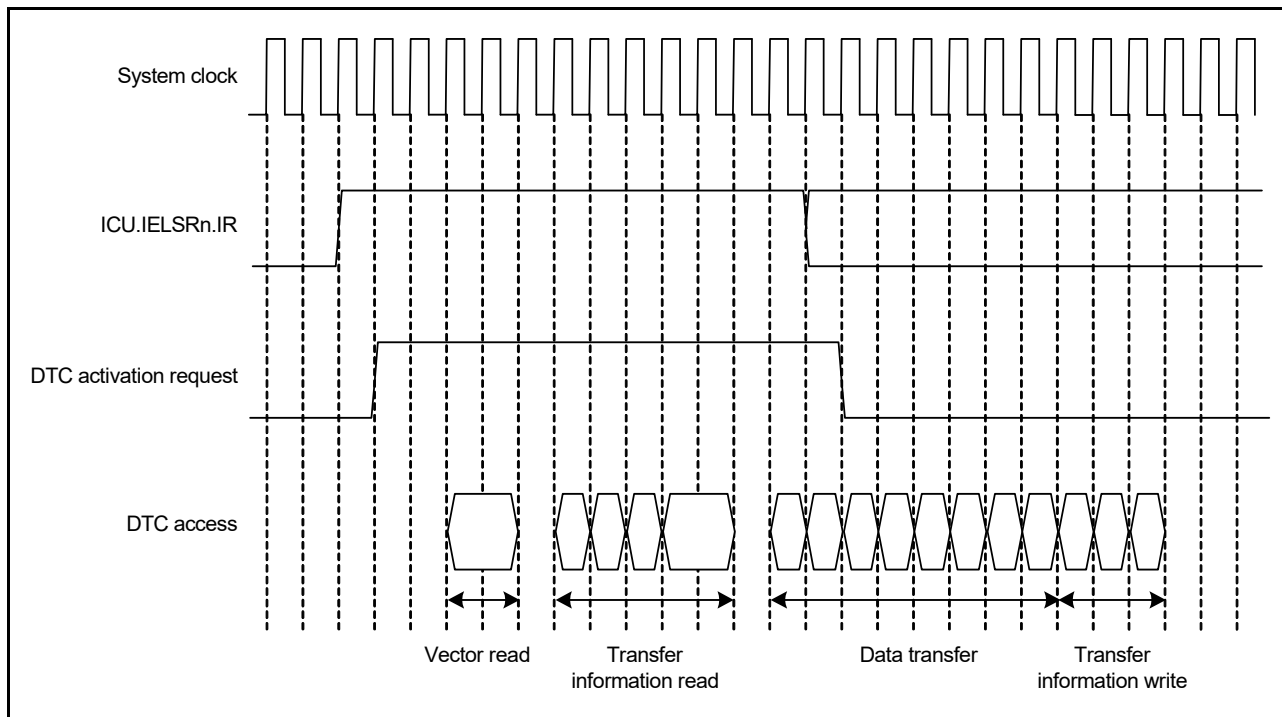 System clock
ICU.IELSRn.IR
DTC activation request
DTC access
Vector read
Transfer
information read
Data transfer
Transfer
information write